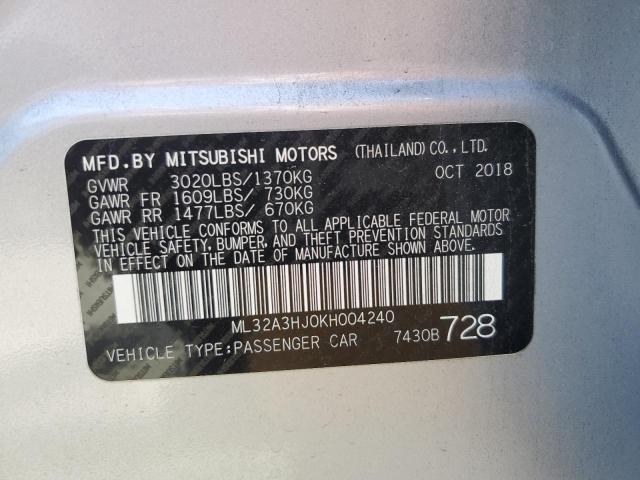 MFD.BY MITSUBISHI MOTORS (THAILAND) CO., LTD.
GVWR 3020LBS/1370KG OCT 2018
GAWR FR 1609LBS/ 730KG
GAWR RR 1477LBS/ 670KG
THIS VEHICLE CONFORMS TO ALL APPLICABLE FEDERAL MOTOR
VEHICLE SAFETY, BUMPER, AND THEFT PREVENTION STANDARDS
IN EFFECT ON THE DATE OF MANUFACTURE SHOWN ABOVE.
ML32A3HJ0KH004240
VEHICLE TYPE:PASSENGER CAR 7430B 728